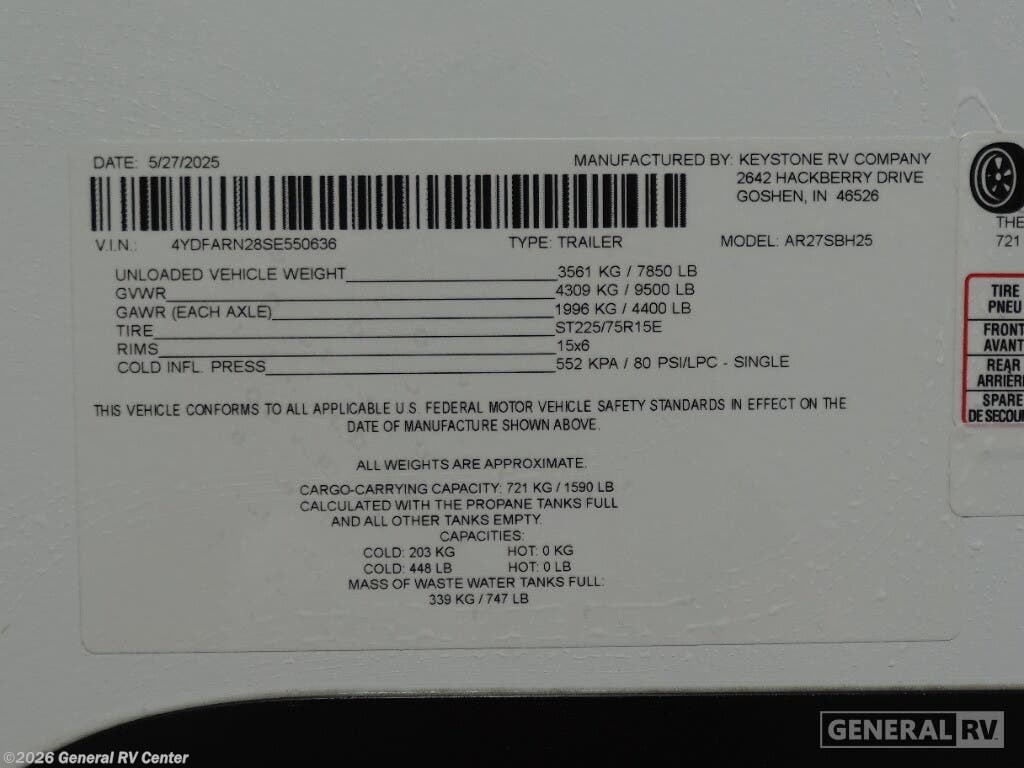 DATE: 5/27/2025
MANUFACTURED BY: KEYSTONE RV COMPANY
2642 HACKBERRY DRIVE
GOSHEN, IN 46526
V.I.N.: 4YDFARN28SE550636 TYPE: TRAILER MODEL: AR27SBH25
UNLOADED VEHICLE WEIGHT 3561 KG / 7850 LB
GVWR 4309 KG / 9500 LB
GAWR (EACH AXLE) 1996 KG / 4400 LB
TIRE ST225/75R15E
RIMS 15x6
COLD INFL. PRESS 552 KPA / 80 PSI/LPC - SINGLE
THIS VEHICLE CONFORMS TO ALL APPLICABLE U.S. FEDERAL MOTOR VEHICLE SAFETY STANDARDS IN EFFECT ON THE
DATE OF MANUFACTURE SHOWN ABOVE.
ALL WEIGHTS ARE APPROXIMATE.
CARGO-CARRYING CAPACITY: 721 KG / 1590 LB
CALCULATED WITH THE PROPANE TANKS FULL
AND ALL OTHER TANKS EMPTY.
CAPACITIES:
COLD: 203 KG HOT: 0 KG
COLD: 448 LB HOT: 0 LB
MASS OF WASTE WATER TANKS FULL:
339 KG / 747 LB
THE
721
TIRE
PNEU
FRONT
AVANT
REAR
ARRIÈR
SPARE
DE SECOU
GENERAL RV
©2026 General RV Center